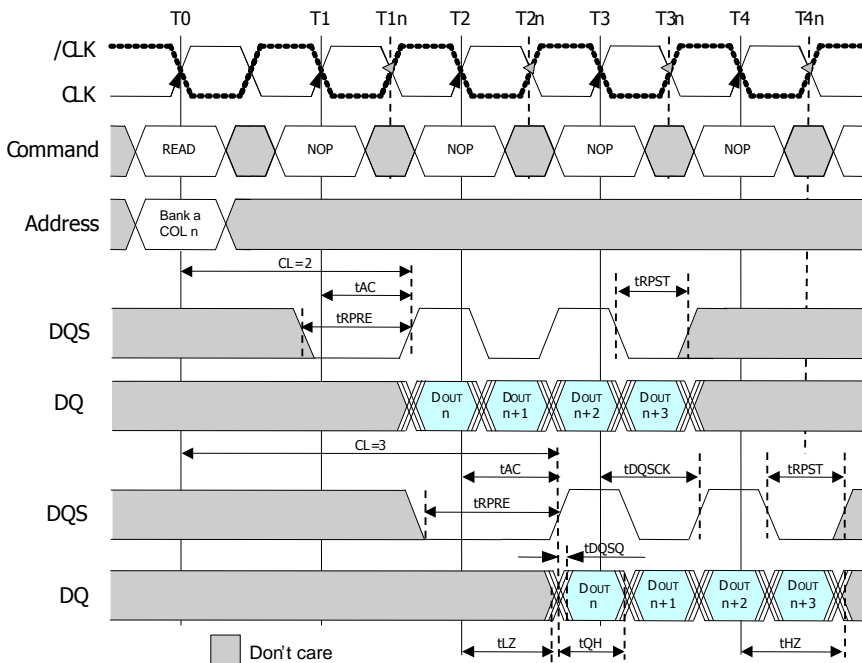 T0 T1 T1n T2 T2n T3 T3n T4 T4n
/CLK
CLK
Command READ NOP NOP NOP NOP
Address Bank a
COL n
CL=2
tAC tRPST
tRPRE
DQS
DQ DOUT n DOUT n+1 DOUT n+2 DOUT n+3
CL=3
tAC tDQSCK tRPST
tRPRE
DQS
tDQSQ
DQ DOUT n DOUT n+1 DOUT n+2 DOUT n+3
tLZ tQH tHZ
Don't care